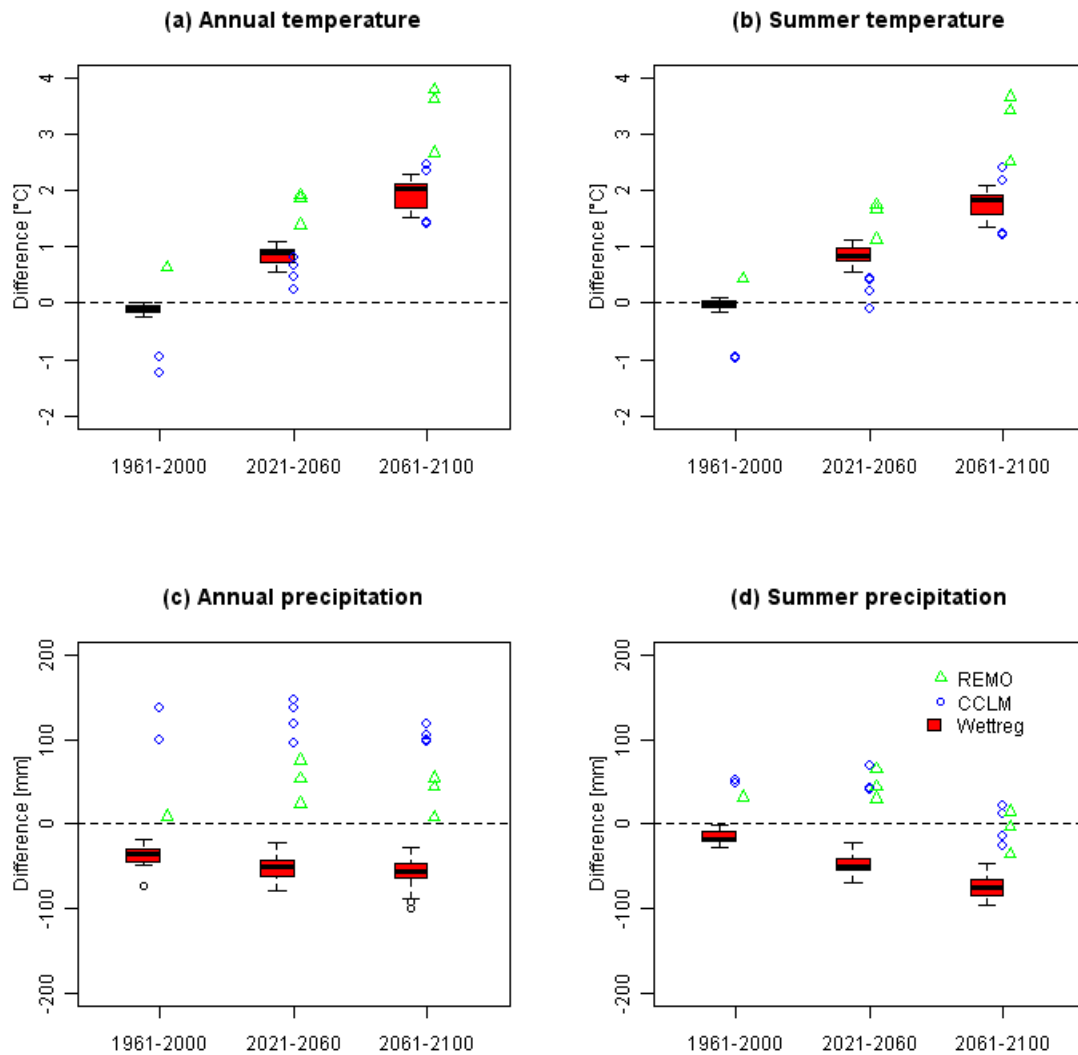 (a) Annual temperature
Difference [°C]
4
3
2
1
0
-1
-2
1961-2000 2021-2060 2061-2100
(b) Summer temperature
Difference [°C]
4
3
2
1
0
-1
-2
1961-2000 2021-2060 2061-2100
(c) Annual precipitation
Difference [mm]
200
100
0
-100
-200
1961-2000 2021-2060 2061-2100
(d) Summer precipitation
Difference [mm]
200
100
0
-100
-200
REMO
CCLM
Wettreg
1961-2000 2021-2060 2061-2100